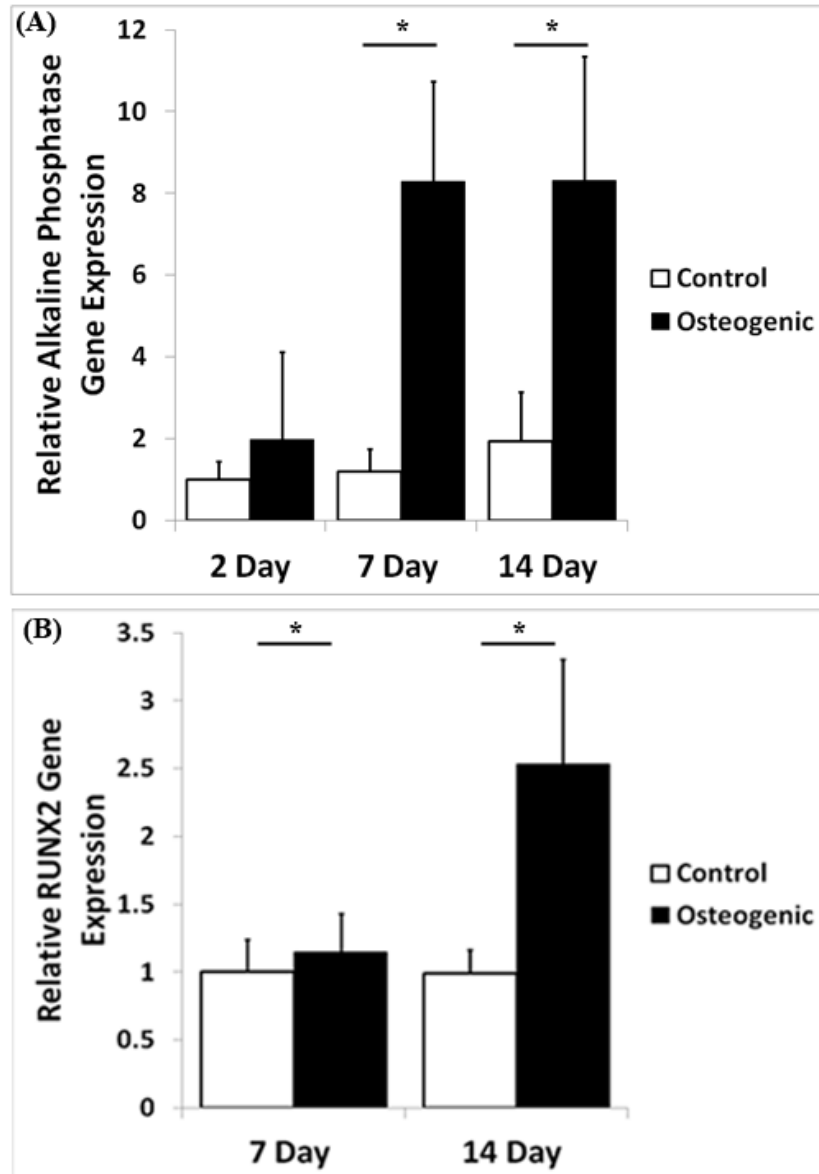 (A)
Relative Alkaline Phosphatase
Gene Expression
12
10
8
6
4
2
0
*
*
2 Day
7 Day
14 Day
Control
Osteogenic
(B)
Relative RUNX2 Gene
Expression
3.5
3
2.5
2
1.5
1
0.5
0
*
*
7 Day
14 Day
Control
Osteogenic